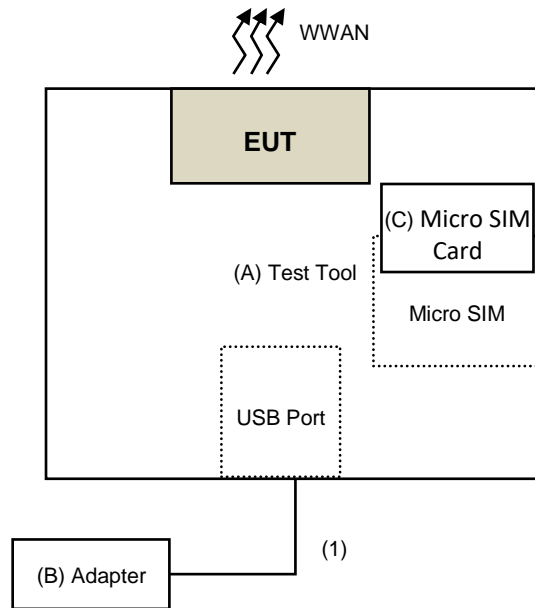 WWAN
EUT
(C) Micro SIM
Card
(A) Test Tool
Micro SIM
USB Port
(1)
(B) Adapter